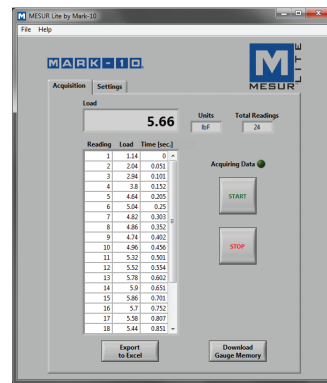 MESUR Lite by Mark-10
File Help
MARK-10
M
MESUR
LITE
Acquisition Settings
Load
5.66
Units
lbF
Total Readings
24
Reading Load Time [sec.]
1 1.14 0
2 2.04 0.051
3 2.94 0.101
4 3.8 0.152
5 4.64 0.205
6 5.04 0.25
7 4.82 0.303
8 4.86 0.352
9 4.74 0.402
10 4.96 0.456
11 5.32 0.501
12 5.52 0.554
13 5.78 0.602
14 5.9 0.651
15 5.86 0.701
16 5.7 0.752
17 5.58 0.807
18 5.44 0.851
Acquiring Data
START
STOP
Export
to Excel
Download
Gauge Memory